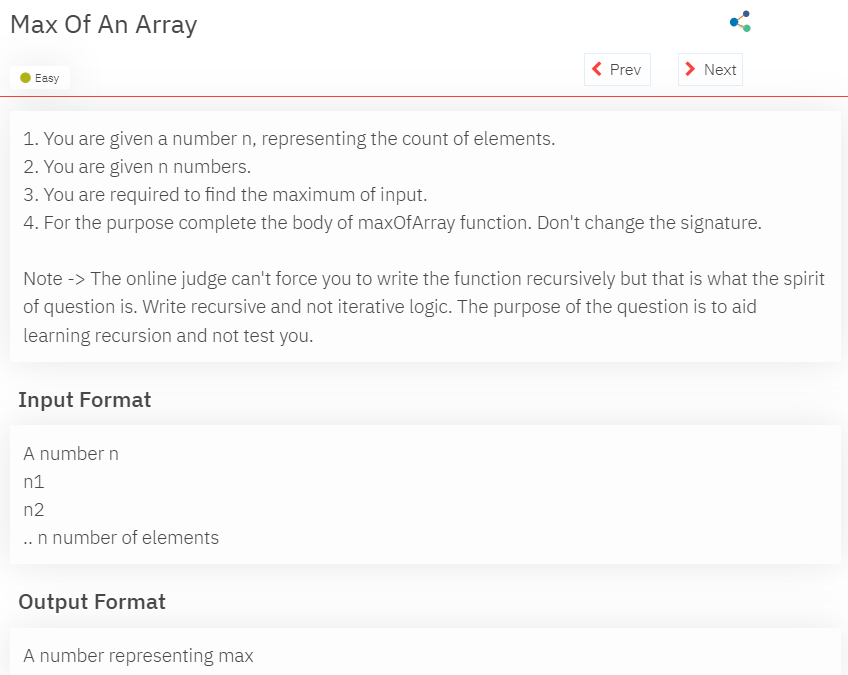 Max Of An Array
Easy
Prev
Next
1. You are given a number n, representing the count of elements.
2. You are given n numbers.
3. You are required to find the maximum of input.
4. For the purpose complete the body of maxOfArray function. Don't change the signature.
Note -> The online judge can't force you to write the function recursively but that is what the spirit
of question is. Write recursive and not iterative logic. The purpose of the question is to aid
learning recursion and not test you.
Input Format
A number n
n1
n2
.. n number of elements
Output Format
A number representing max